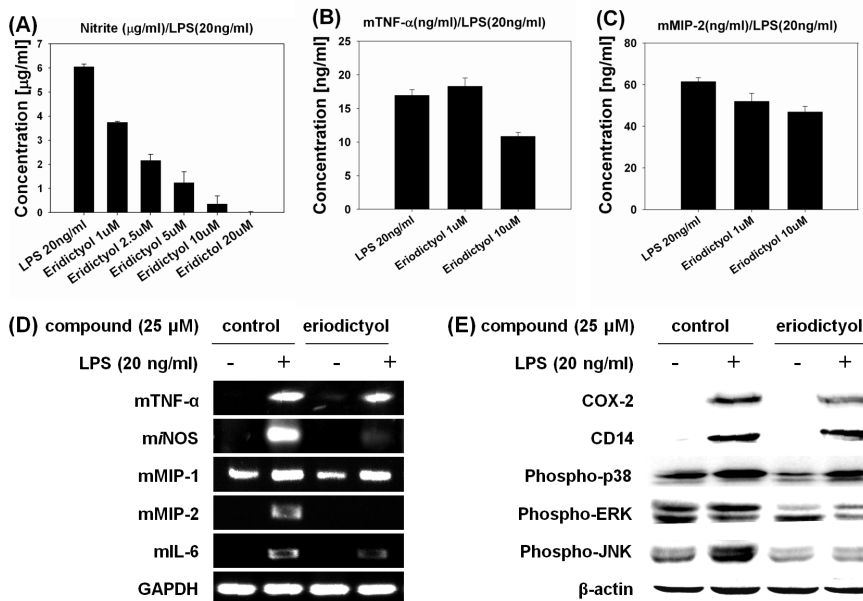 (A)
Nitrite (μg/ml)/LPS(20ng/ml)
Concentration [μg/ml]
7
6
5
4
3
2
1
0
LPS 20ng/ml
Eridictyol 1uM
Eridictyol 2.5uM
Eridictyol 5uM
Eridictyol 10uM
Eridictol 20uM
(B)
mTNF-α(ng/ml)/LPS(20ng/ml)
Concentration [ng/ml]
25
20
15
10
5
0
LPS 20ng/ml
Eriodictyol 1uM
Eriodictyol 10uM
(C)
mMIP-2(ng/ml)/LPS(20ng/ml)
Concentration [ng/ml]
80
60
40
20
0
LPS 20ng/ml
Eriodictyol 1uM
Eriodictyol 10uM
(D)
compound (25 μM) control eriodictyol
LPS (20 ng/ml) - + - +
mTNF-α
miNOS
mMIP-1
mMIP-2
mIL-6
GAPDH
(E)
compound (25 μM) control eriodictyol
LPS (20 ng/ml) - + - +
COX-2
CD14
Phospho-p38
Phospho-ERK
Phospho-JNK
β-actin